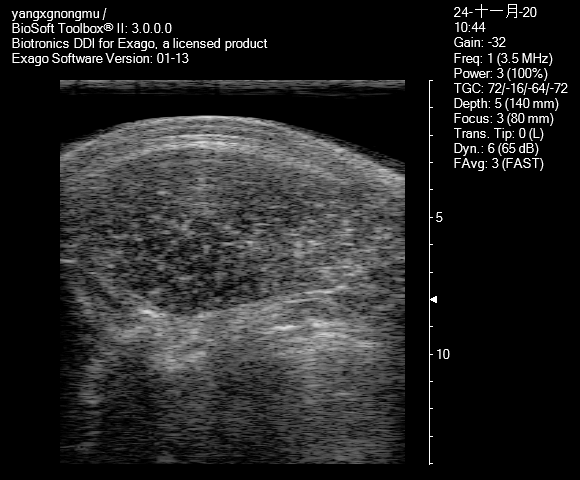 yangxgnongmu /
BioSoft Toolbox® II: 3.0.0.0
Biotronics DDI for Exago, a licensed product
Exago Software Version: 01-13
24-十一月-20
10:44
Gain: -32
Freq: 1 (3.5 MHz)
Power: 3 (100%)
TGC: 72/-16/-64/-72
Depth: 5 (140 mm)
Focus: 3 (80 mm)
Trans. Tip: 0 (L)
Dyn.: 6 (65 dB)
FAvg: 3 (FAST)
5
10